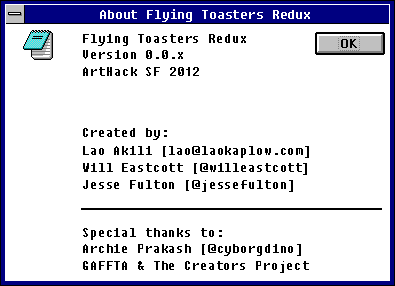 About Flying Toasters Redux
Flying Toasters Redux
OK
Version 0.0.x
ArtHack SF 2012
Created by:
Lao Akili [lao@laokaplow.com]
Will Eastcott [@willeastcott]
Jesse Fulton [@jessefulton]
Special thanks to:
Archie Prakash [@cyborgdino]
GAFFTA & The Creators Project